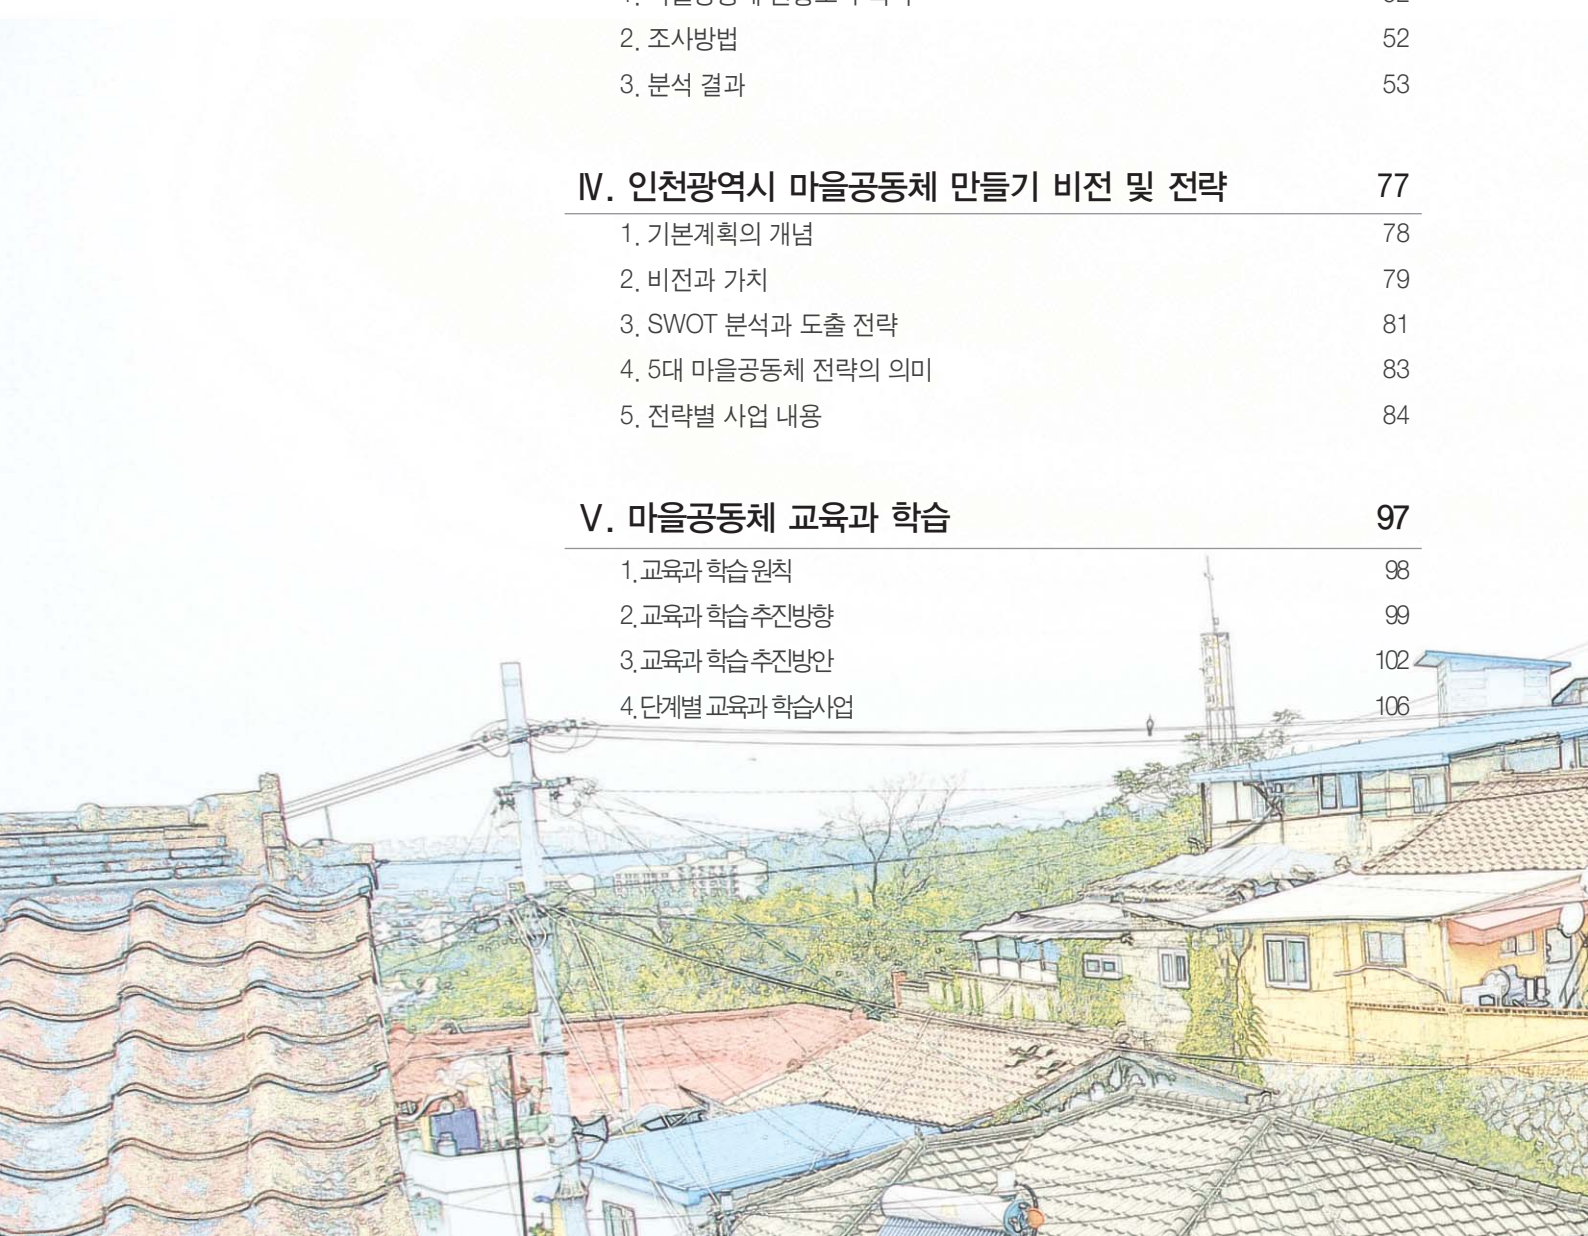 2. 조사방법 52
3. 분석 결과 53
Ⅳ. 인천광역시 마을공동체 만들기 비전 및 전략 77
1. 기본계획의 개념 78
2. 비전과 가치 79
3. SWOT 분석과 도출 전략 81
4. 5대 마을공동체 전략의 의미 83
5. 전략별 사업 내용 84
Ⅴ. 마을공동체 교육과 학습 97
1. 교육과 학습 원칙 98
2. 교육과 학습 추진방향 99
3. 교육과 학습 추진방안 102
4. 단계별 교육과 학습사업 106